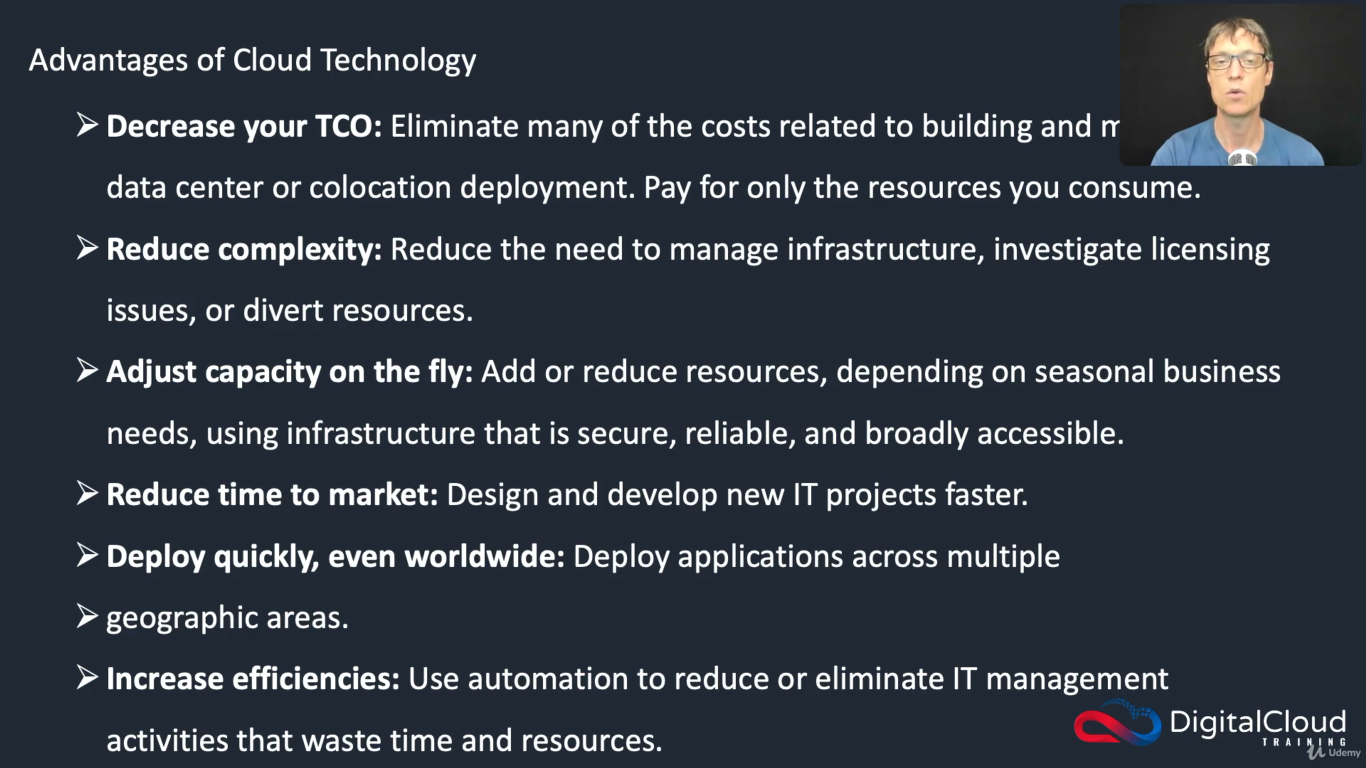 Advantages of Cloud Technology
➢ Decrease your TCO: Eliminate many of the costs related to building and
data center or colocation deployment. Pay for only the resources you consume.
➢ Reduce complexity: Reduce the need to manage infrastructure, investigate licensing
issues, or divert resources.
➢ Adjust capacity on the fly: Add or reduce resources, depending on seasonal business
needs, using infrastructure that is secure, reliable, and broadly accessible.
➢ Reduce time to market: Design and develop new IT projects faster.
➢ Deploy quickly, even worldwide: Deploy applications across multiple
➢ geographic areas.
➢ Increase efficiencies: Use automation to reduce or eliminate IT management
activities that waste time and resources.
DigitalCloud
TRAINING
Udemy